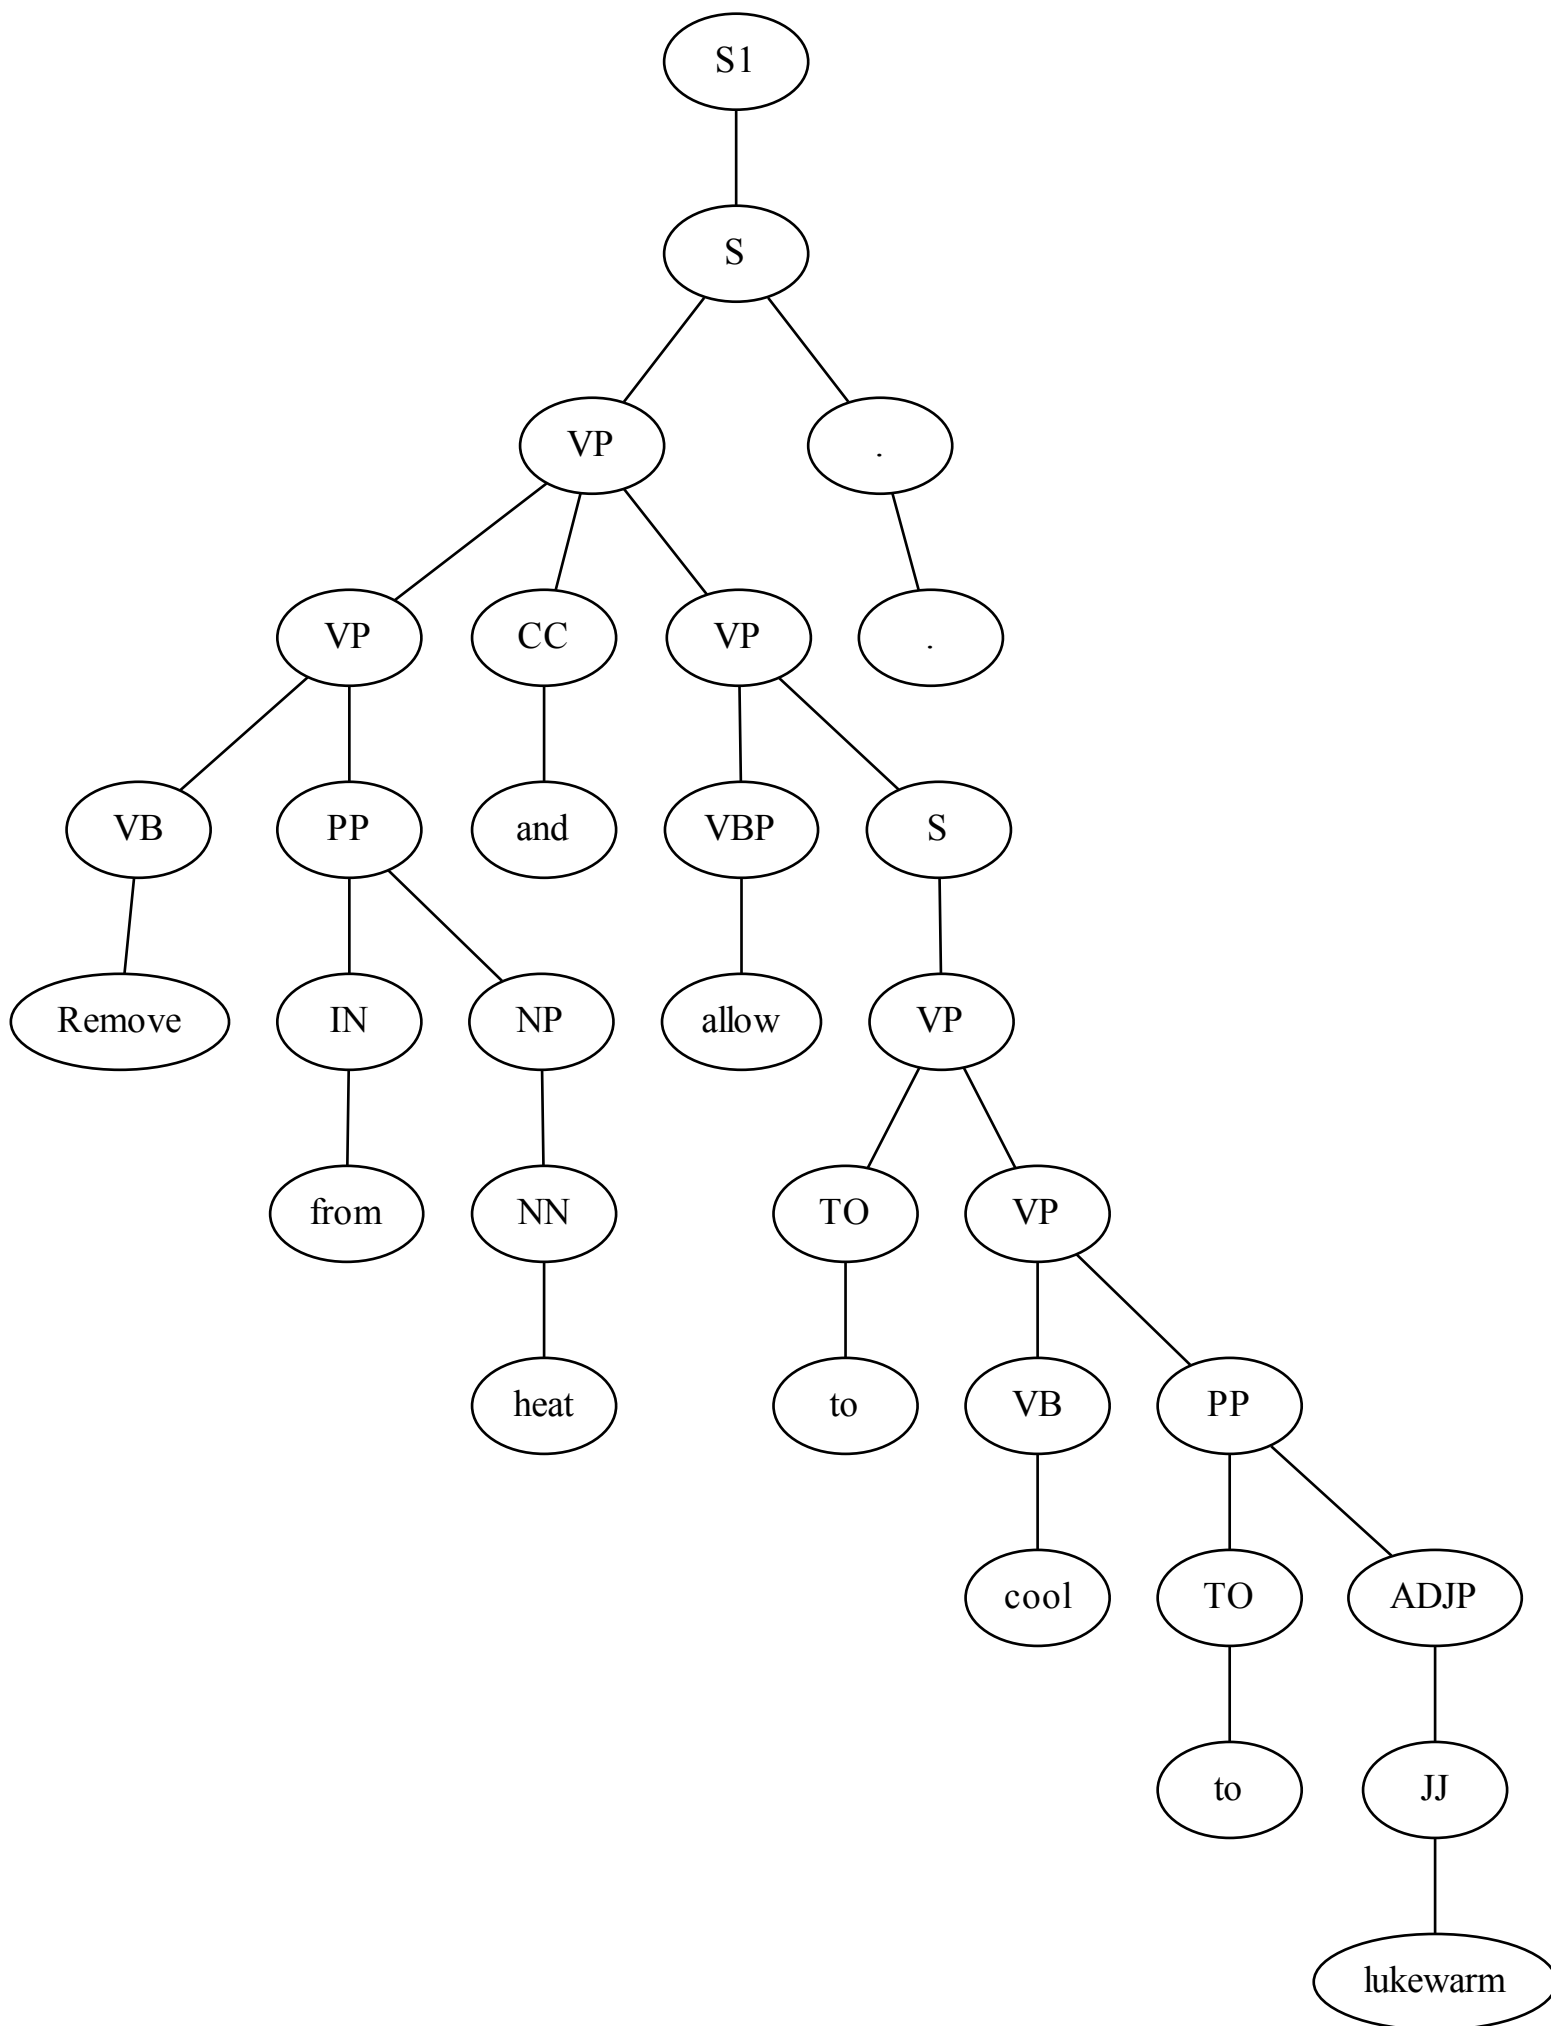 S1
S
VP .
VP CC VP .
VB PP and VBP S
Remove IN NP allow VP
from NN TO VP
heat to VB PP
cool TO ADJP
to JJ
lukewarm